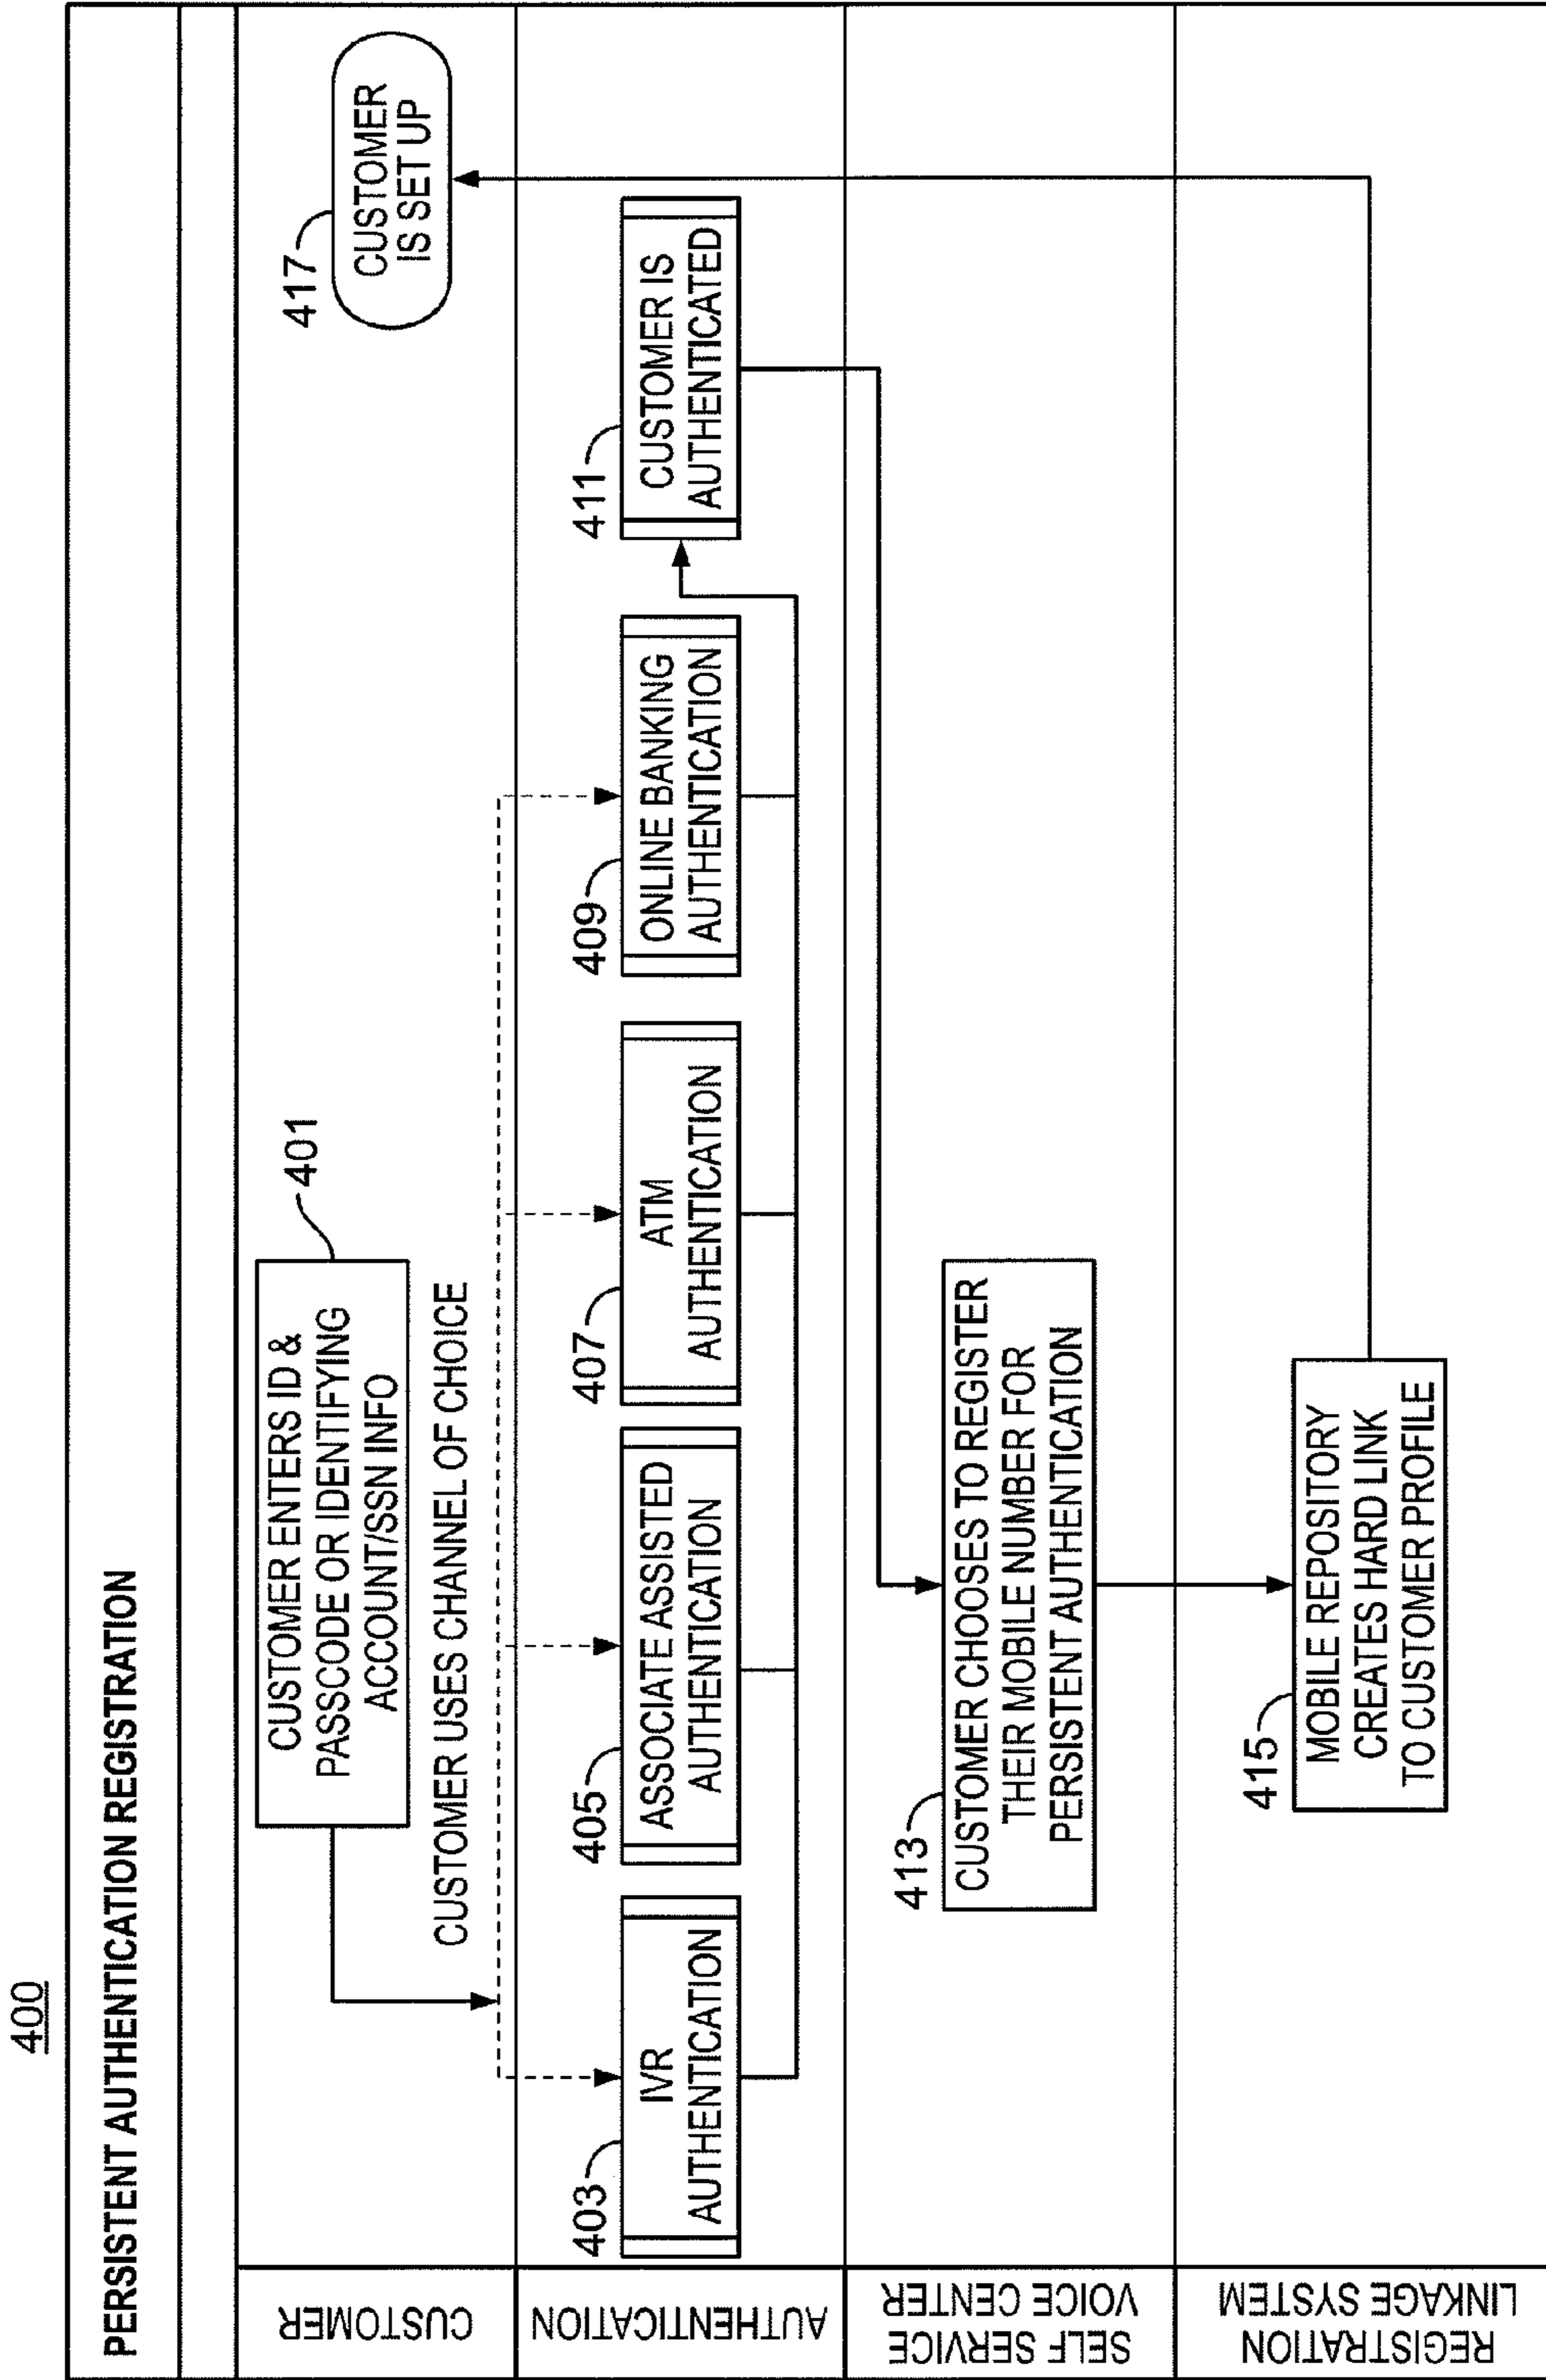 400
PERSISTENT AUTHENTICATION REGISTRATION
CUSTOMER
CUSTOMER ENTERS ID &
PASSCODE OR IDENTIFYING
ACCOUNT/SSN INFO
401
CUSTOMER USES CHANNEL OF CHOICE
417
CUSTOMER
IS SET UP
AUTHENTICATION
403
IVR
AUTHENTICATION
405
ASSOCIATE ASSISTED
AUTHENTICATION
407
ATM
AUTHENTICATION
409
ONLINE BANKING
AUTHENTICATION
411
CUSTOMER IS
AUTHENTICATED
SELF SERVICE
VOICE CENTER
413
CUSTOMER CHOOSES TO REGISTER
THEIR MOBILE NUMBER FOR
PERSISTENT AUTHENTICATION
REGISTRATION
LINKAGE SYSTEM
415
MOBILE REPOSITORY
CREATES HARD LINK
TO CUSTOMER PROFILE